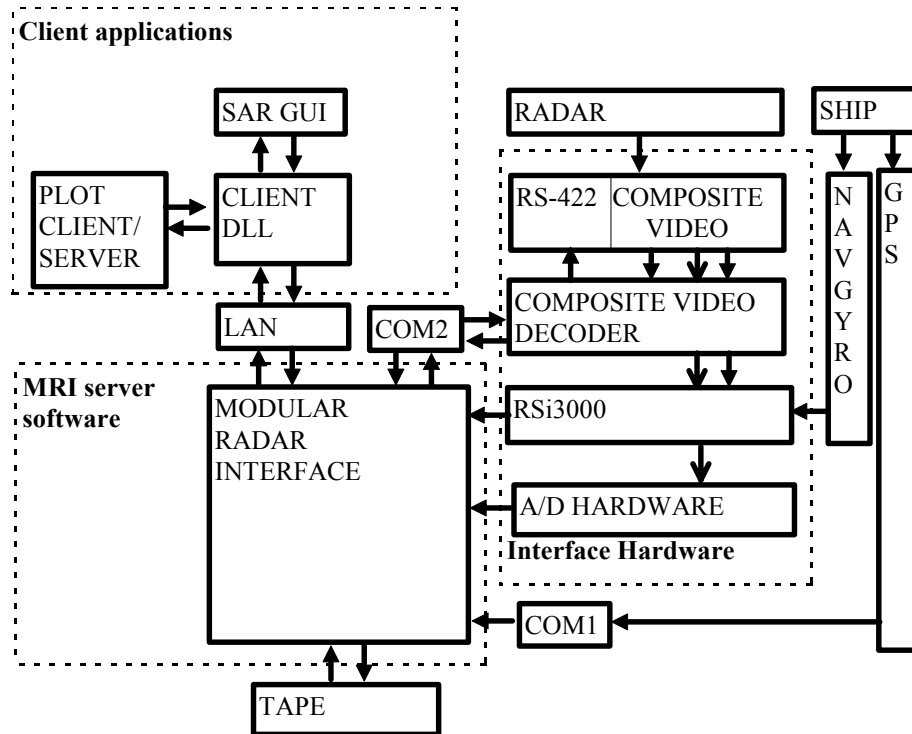 Client applications
SAR GUI
RADAR
SHIP
PLOT
CLIENT/
SERVER
CLIENT
DLL
RS-422
COMPOSITE
VIDEO
N
A
V
G
Y
R
O
G
P
S
LAN
COM2
COMPOSITE VIDEO
DECODER
MRI server
software
MODULAR
RADAR
INTERFACE
RSi3000
A/D HARDWARE
Interface Hardware
COM1
TAPE